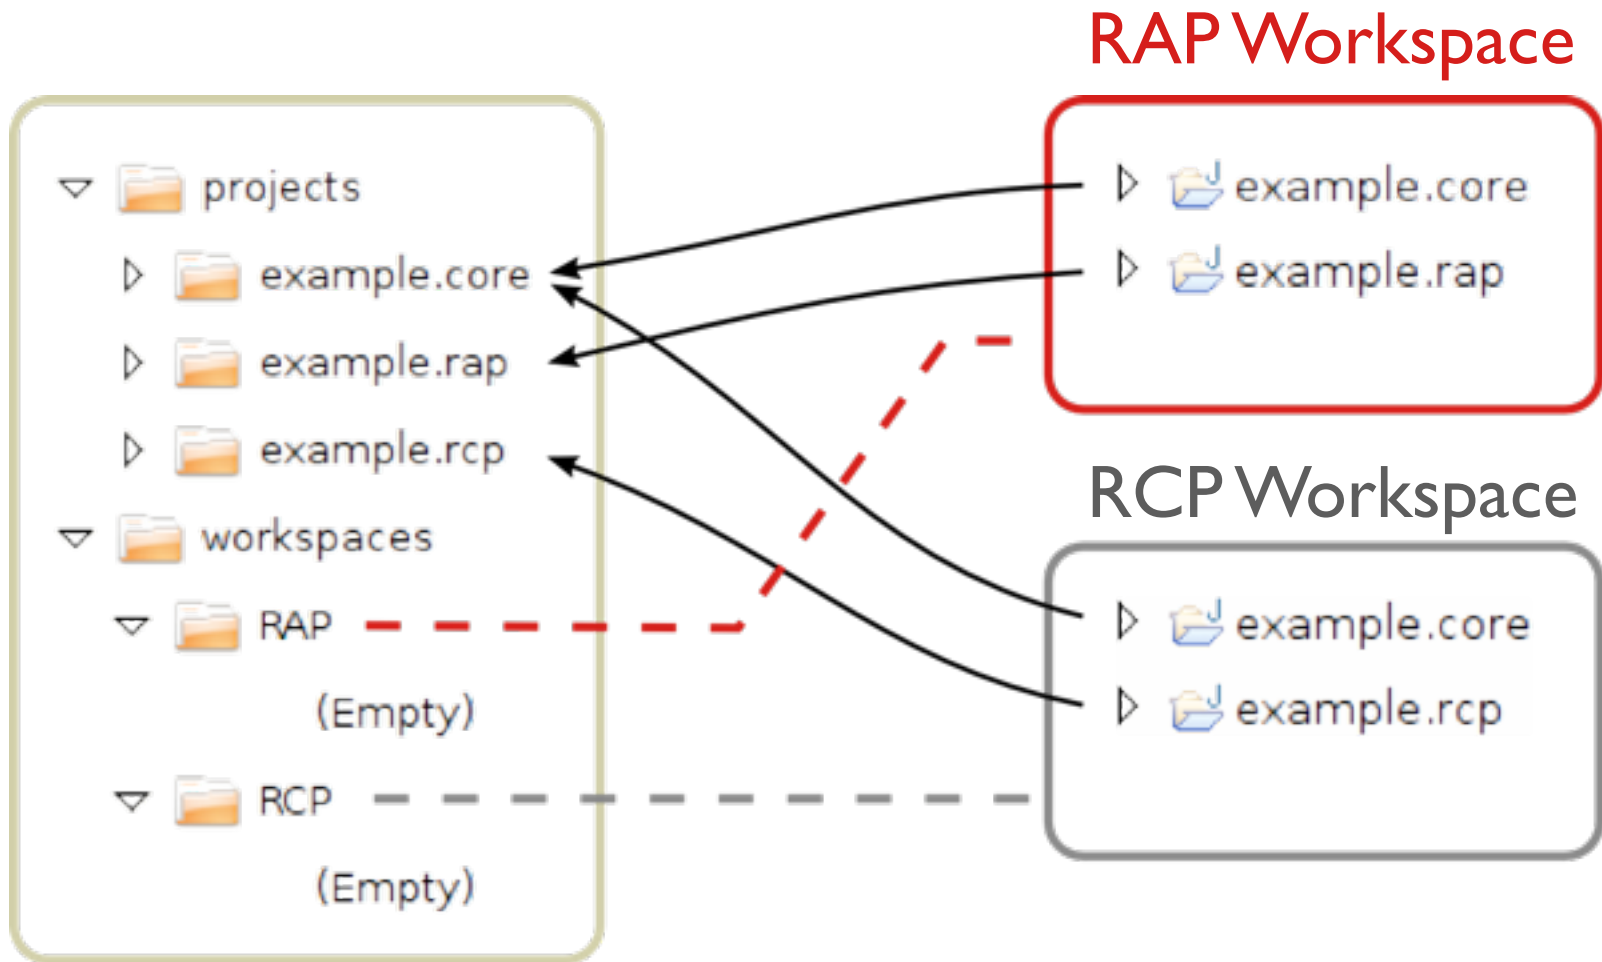 RAP Workspace
projects
example.core
example.rap
example.rcp
workspaces
RAP
(Empty)
RCP
(Empty)
example.core
example.rap
RCP Workspace
example.core
example.rcp